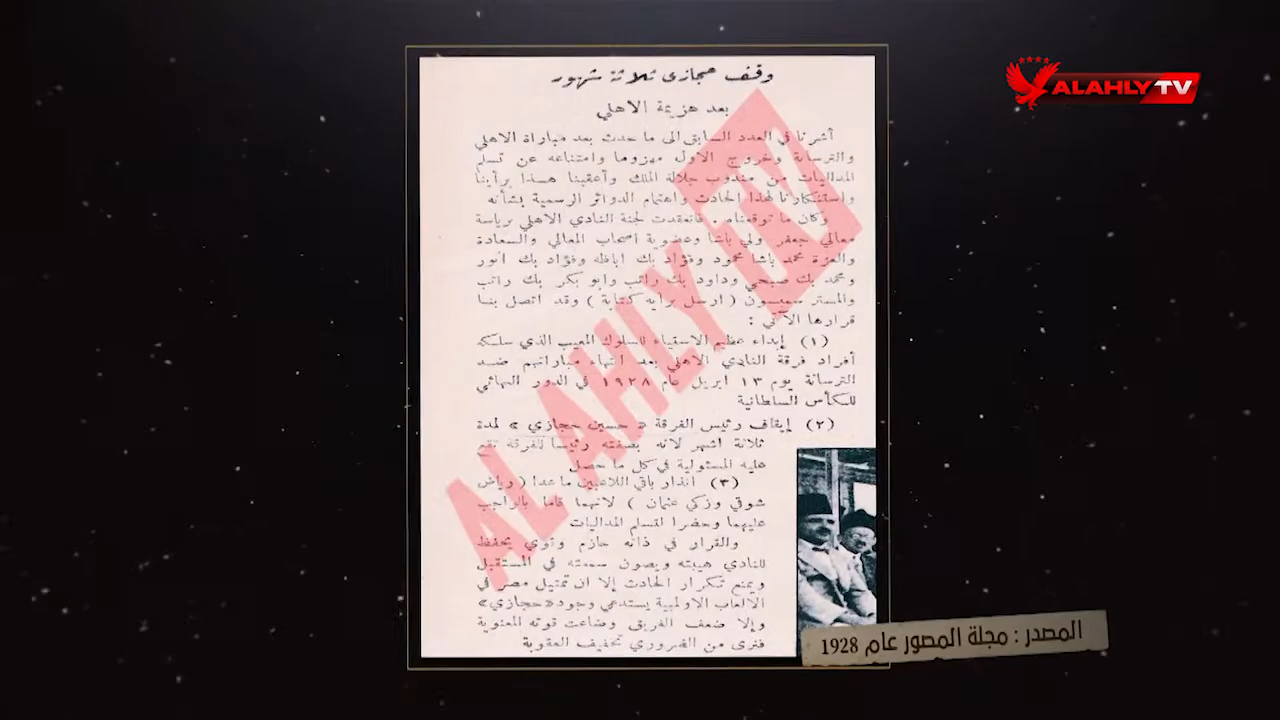 ALAHLY TV
وقف حجازى ثلاثة شهور
بعد هزيمة الاهلي
أشرنا في العدد السابق الى ما حدث بعد مباراة الاهلي
والترسانة وخروج الاول مهزوما وامتناعه عن تسلم
المداليات من مندوب جلالة الملك وأعقبنا هذا برأينا
واستنكارنا لهذا الحادث واهتمام الدوائر الرسمية بشأنه
وكان ما توقعناه . فانعقدت لجنة النادي الاهلي برياسة
معالي جعفر ولي باشا وعضوية اصحاب المعالي والسعادة
والعزة محمد باشا محمود وفؤاد بك اباظه وفؤاد بك انور
ومحمد بك صبحي وداود بك راتب وابو بكر بك راتب
والمستر سمبسون ( ارسل رأيه كتابة ) وقد اتصل بنا
قرارها الآتي :
(١) إبداء عظيم الاستياء للسلوك المعيب الذي سلكه
أفراد فرقة النادي الاهلي بعد انتهاء مباراتهم ضد
الترسانة يوم ١٣ ابريل عام ١٩٢٨ في الدور النهائي
للكأس السلطانية
(٢) إيقاف رئيس الفرقة « حسين حجازي » لمدة
ثلاثة اشهر لانه بصفته رئيسا للفرقة تقع
عليه المسئولية في كل ما حصل
(٣) انذار باقي اللاعبين ما عدا ( رياض
شوقي وزكي عثمان ) لانهما قاما بالواجب
عليهما وحضرا لتسلم المداليات
والقرار في ذاته حازم وقوي يحفظ
للنادي هيبته ويصون سمعته في المستقبل
ويمنع تكرار الحادث إلا ان تمثيل مصر في
الالعاب الاولمبية يستدعي وجود «حجازي»
وإلا ضعف الفريق وضاعت قوته المعنوية
فنرى من الضروري تخفيف العقوبة
AL AHLY TV
المصدر : مجلة المصور عام 1928